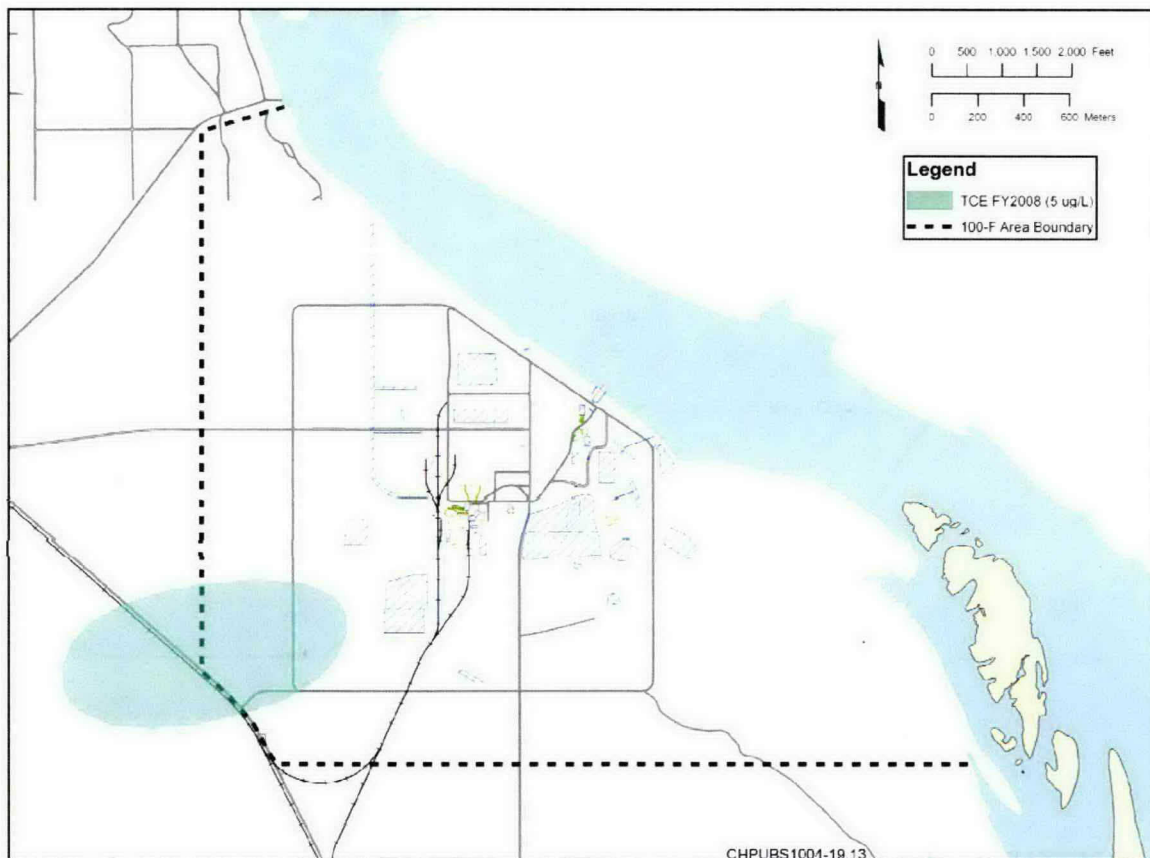 0 500 1.000 1.500 2.000 Feet
0 200 400 600 Meters
Legend
TCE FY2008 (5 ug/L)
100-F Area Boundary
CHPUBS1004-19.13